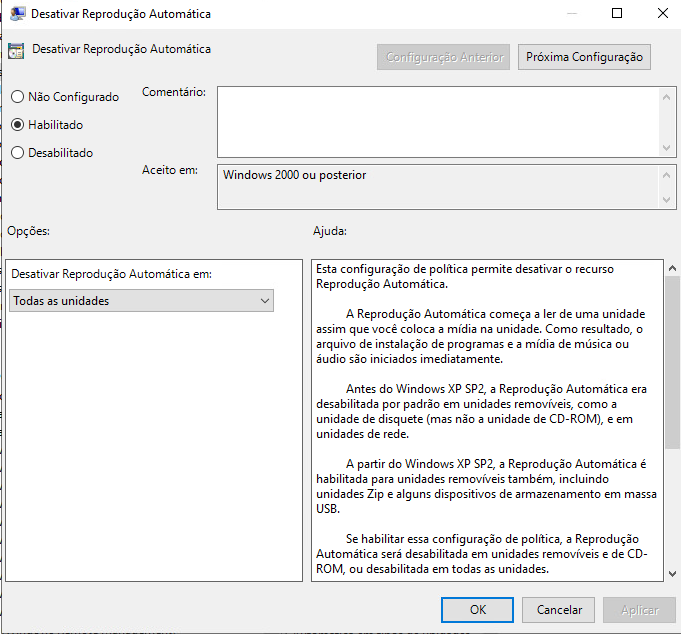 Desativar Reprodução Automática
Desativar Reprodução Automática
Configuração Anterior
Próxima Configuração
Não Configurado
Habilitado
Desabilitado
Comentário:
Aceito em:
Windows 2000 ou posterior
Opções:
Ajuda:
Desativar Reprodução Automática em:
Todas as unidades
Esta configuração de política permite desativar o recurso
Reprodução Automática.
A Reprodução Automática começa a ler de uma unidade
assim que você coloca a mídia na unidade. Como resultado, o
arquivo de instalação de programas e a mídia de música ou
áudio são iniciados imediatamente.
Antes do Windows XP SP2, a Reprodução Automática era
desabilitada por padrão em unidades removíveis, como a
unidade de disquete (mas não a unidade de CD-ROM), e em
unidades de rede.
A partir do Windows XP SP2, a Reprodução Automática é
habilitada para unidades removíveis também, incluindo
unidades Zip e alguns dispositivos de armazenamento em massa
USB.
Se habilitar essa configuração de política, a Reprodução
Automática será desabilitada em unidades removíveis e de CD-
ROM, ou desabilitada em todas as unidades.
OK
Cancelar
Aplicar